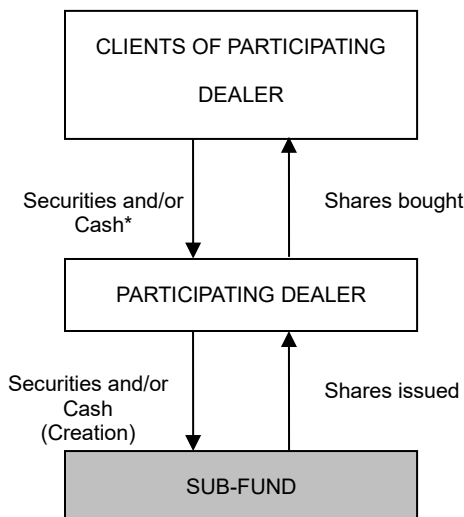 CLIENTS OF PARTICIPATING
DEALER
Securities and/or
Cash*
Shares bought
PARTICIPATING DEALER
Securities and/or
Cash
(Creation)
Shares issued
SUB-FUND